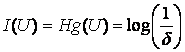 I(U) = Hg(U) = log(1/δ)